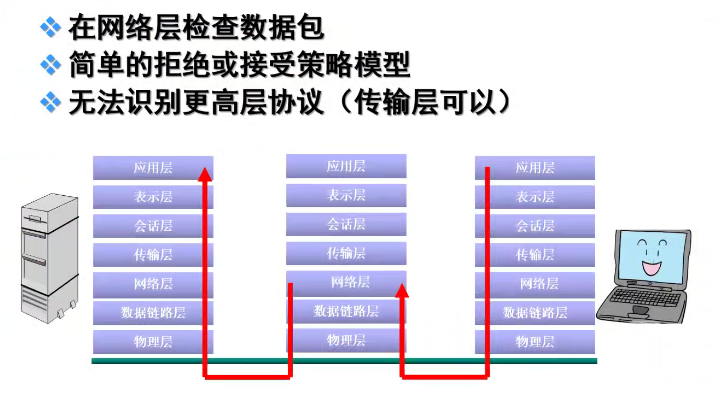 在网络层检查数据包
简单的拒绝或接受策略模型
无法识别更高层协议（传输层可以）
应用层 应用层 应用层
表示层 表示层 表示层
会话层 会话层 会话层
传输层 传输层 传输层
网络层 网络层 网络层
数据链路层 数据链路层 数据链路层
物理层 物理层 物理层